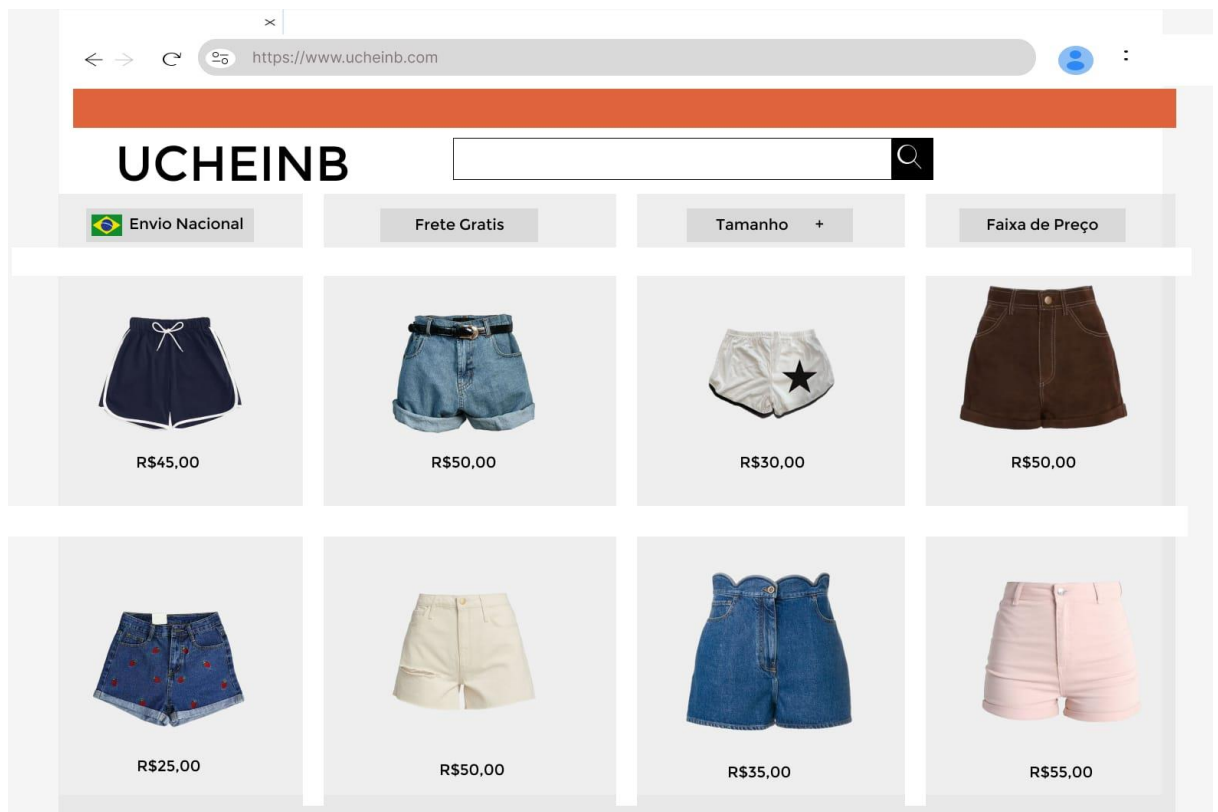 https://www.ucheinb.com
UCHEINB
Envio Nacional
Frete Gratis
Tamanho +
Faixa de Preço
R$45,00
R$50,00
R$30,00
R$50,00
R$25,00
R$50,00
R$35,00
R$55,00